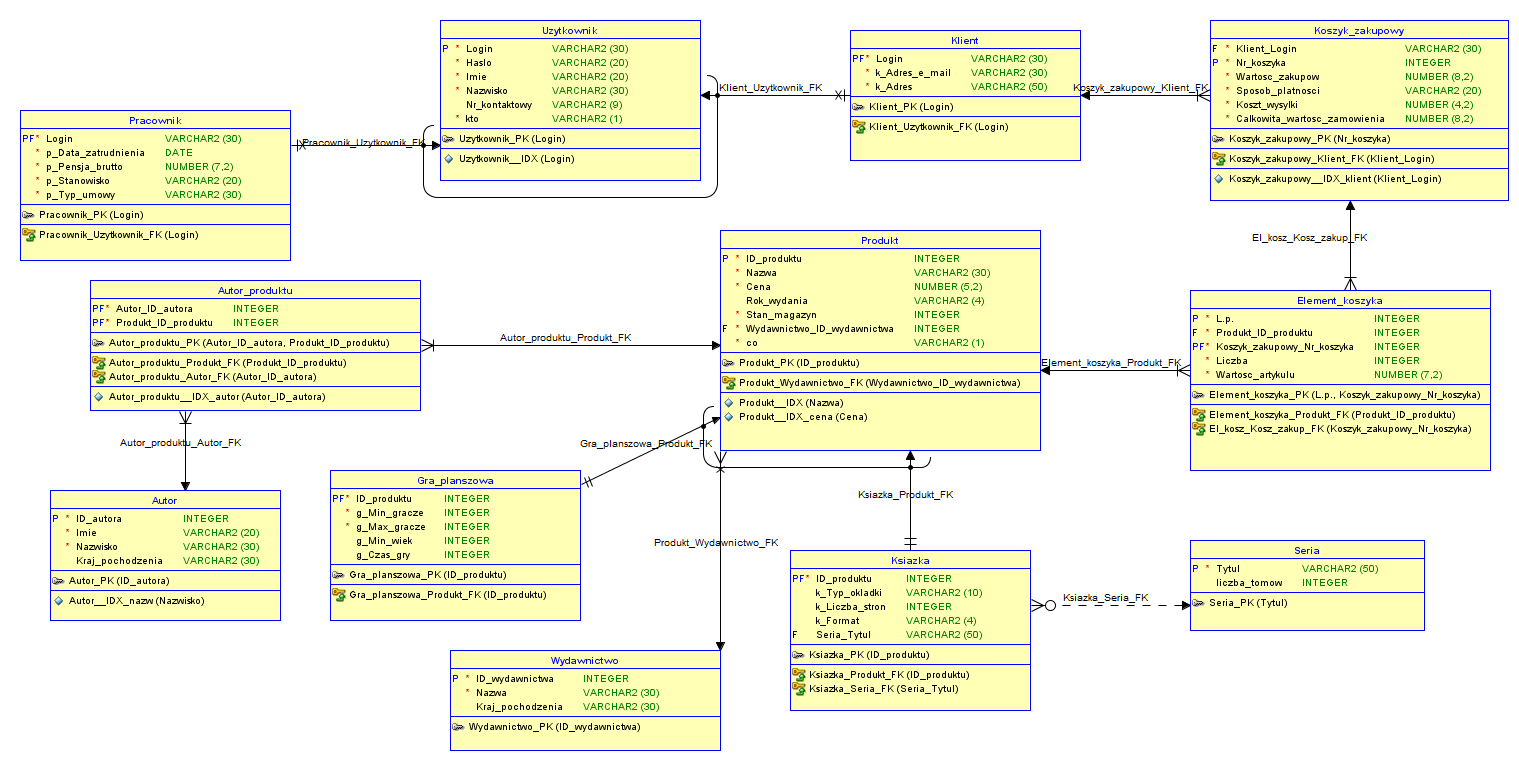 Uzytkownik
P * Login VARCHAR2 (30)
* Haslo VARCHAR2 (20)
* Imie VARCHAR2 (20)
* Nazwisko VARCHAR2 (30)
Nr_kontaktowy VARCHAR2 (9)
* kto VARCHAR2 (1)
Uzytkownik_PK (Login)
Uzytkownik__IDX (Login)
Klient_Uzytkownik_FK
Klient
PF* Login VARCHAR2 (30)
* k_Adres_e_mail VARCHAR2 (30)
* k_Adres VARCHAR2 (50)
Klient_PK (Login)
Klient_Uzytkownik_FK (Login)
Koszyk_zakupowy_Klient_FK
Koszyk_zakupowy
F * Klient_Login VARCHAR2 (30)
P * Nr_koszyka INTEGER
* Wartosc_zakupow NUMBER (8,2)
* Sposob_platnosci VARCHAR2 (20)
* Koszt_wysylki NUMBER (4,2)
* Calkowita_wartosc_zamowienia NUMBER (8,2)
Koszyk_zakupowy_PK (Nr_koszyka)
Koszyk_zakupowy_Klient_FK (Klient_Login)
Koszyk_zakupowy__IDX_klient (Klient_Login)
Pracownik
PF* Login VARCHAR2 (30)
* p_Data_zatrudnienia DATE
* p_Pensja_brutto NUMBER (7,2)
* p_Stanowisko VARCHAR2 (20)
* p_Typ_umowy VARCHAR2 (30)
Pracownik_PK (Login)
Pracownik_Uzytkownik_FK (Login)
Pracownik_Uzytkownik_FK
El_kosz_Kosz_zakup_FK
Autor_produktu
PF* Autor_ID_autora INTEGER
PF* Produkt_ID_produktu INTEGER
Autor_produktu_PK (Autor_ID_autora, Produkt_ID_produktu)
Autor_produktu_Produkt_FK (Produkt_ID_produktu)
Autor_produktu_Autor_FK (Autor_ID_autora)
Autor_produktu__IDX_autor (Autor_ID_autora)
Autor_produktu_Produkt_FK
Produkt
P * ID_produktu INTEGER
* Nazwa VARCHAR2 (30)
* Cena NUMBER (5,2)
Rok_wydania VARCHAR2 (4)
* Stan_magazyn INTEGER
F * Wydawnictwo_ID_wydawnictwa INTEGER
* co VARCHAR2 (1)
Produkt_PK (ID_produktu)
Produkt_Wydawnictwo_FK (Wydawnictwo_ID_wydawnictwa)
Produkt__IDX (Nazwa)
Produkt__IDX_cena (Cena)
Element_koszyka_Produkt_FK
Element_koszyka
P * L.p. INTEGER
F * Produkt_ID_produktu INTEGER
PF* Koszyk_zakupowy_Nr_koszyka INTEGER
* Liczba INTEGER
* Wartosc_artykulu NUMBER (7,2)
Element_koszyka_PK (L.p., Koszyk_zakupowy_Nr_koszyka)
Element_koszyka_Produkt_FK (Produkt_ID_produktu)
El_kosz_Kosz_zakup_FK (Koszyk_zakupowy_Nr_koszyka)
Autor_produktu_Autor_FK
Gra_planszowa_Produkt_FK
Autor
P * ID_autora INTEGER
* Imie VARCHAR2 (20)
* Nazwisko VARCHAR2 (30)
Kraj_pochodzenia VARCHAR2 (30)
Autor_PK (ID_autora)
Autor__IDX_nazw (Nazwisko)
Gra_planszowa
PF* ID_produktu INTEGER
* g_Min_gracze INTEGER
* g_Max_gracze INTEGER
g_Min_wiek INTEGER
g_Czas_gry INTEGER
Gra_planszowa_PK (ID_produktu)
Gra_planszowa_Produkt_FK (ID_produktu)
Produkt_Wydawnictwo_FK
Ksiazka_Produkt_FK
Ksiazka
PF* ID_produktu INTEGER
k_Typ_okladki VARCHAR2 (10)
k_Liczba_stron INTEGER
k_Format VARCHAR2 (4)
F Seria_Tytul VARCHAR2 (50)
Ksiazka_PK (ID_produktu)
Ksiazka_Produkt_FK (ID_produktu)
Ksiazka_Seria_FK (Seria_Tytul)
Ksiazka_Seria_FK
Seria
P * Tytul VARCHAR2 (50)
liczba_tomow INTEGER
Seria_PK (Tytul)
Wydawnictwo
P * ID_wydawnictwa INTEGER
* Nazwa VARCHAR2 (30)
Kraj_pochodzenia VARCHAR2 (30)
Wydawnictwo_PK (ID_wydawnictwa)